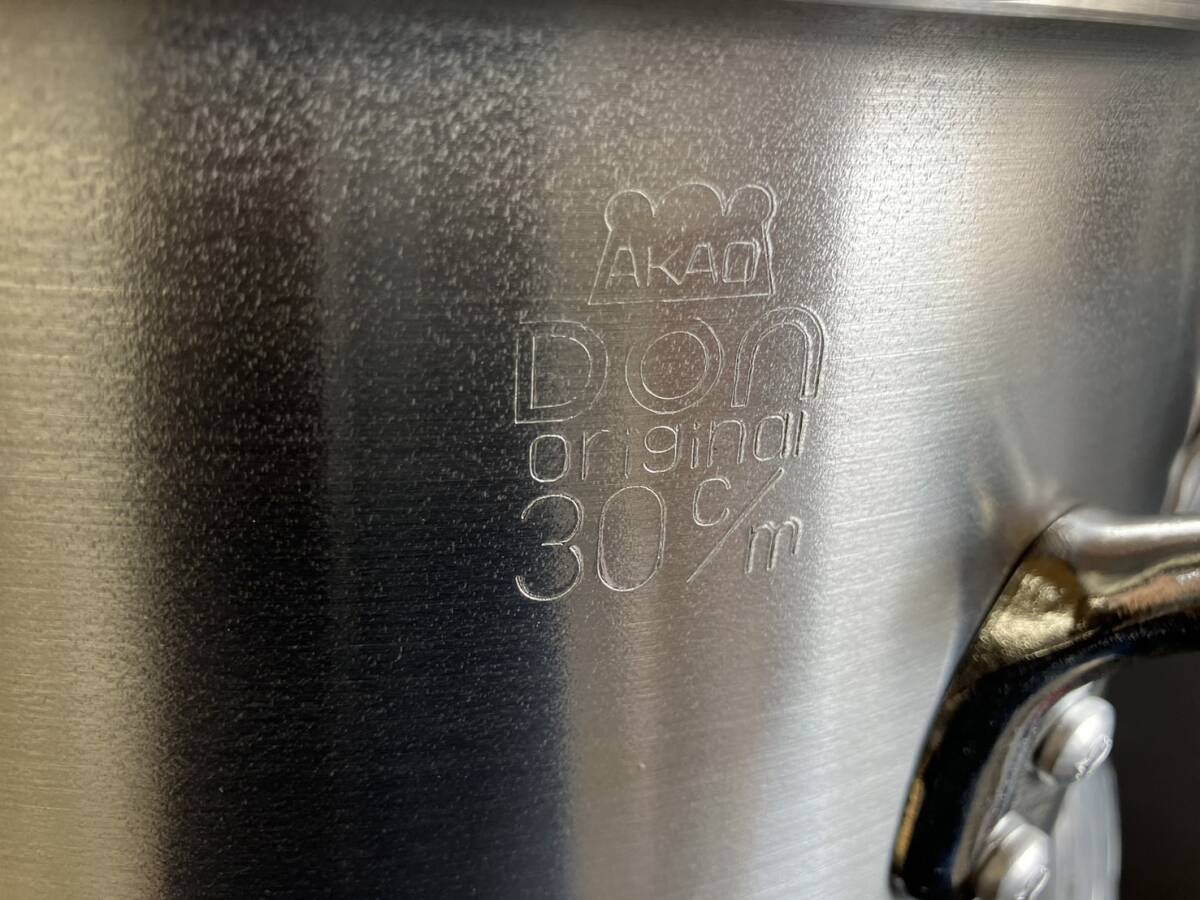 AKAO
DON
original
30 c/m